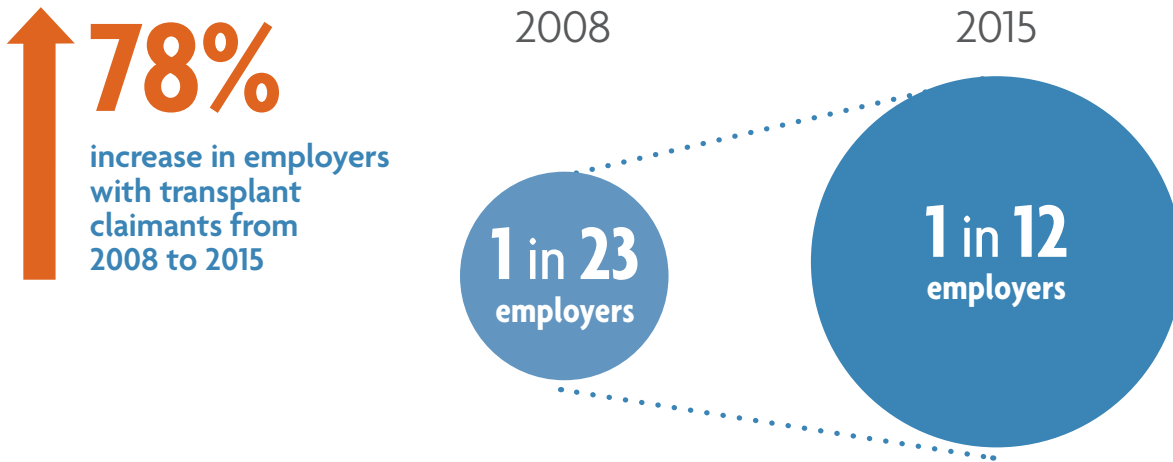 78%
increase in employers
with transplant
claimants from
2008 to 2015
2008
1 in 23
employers
2015
1 in 12
employers